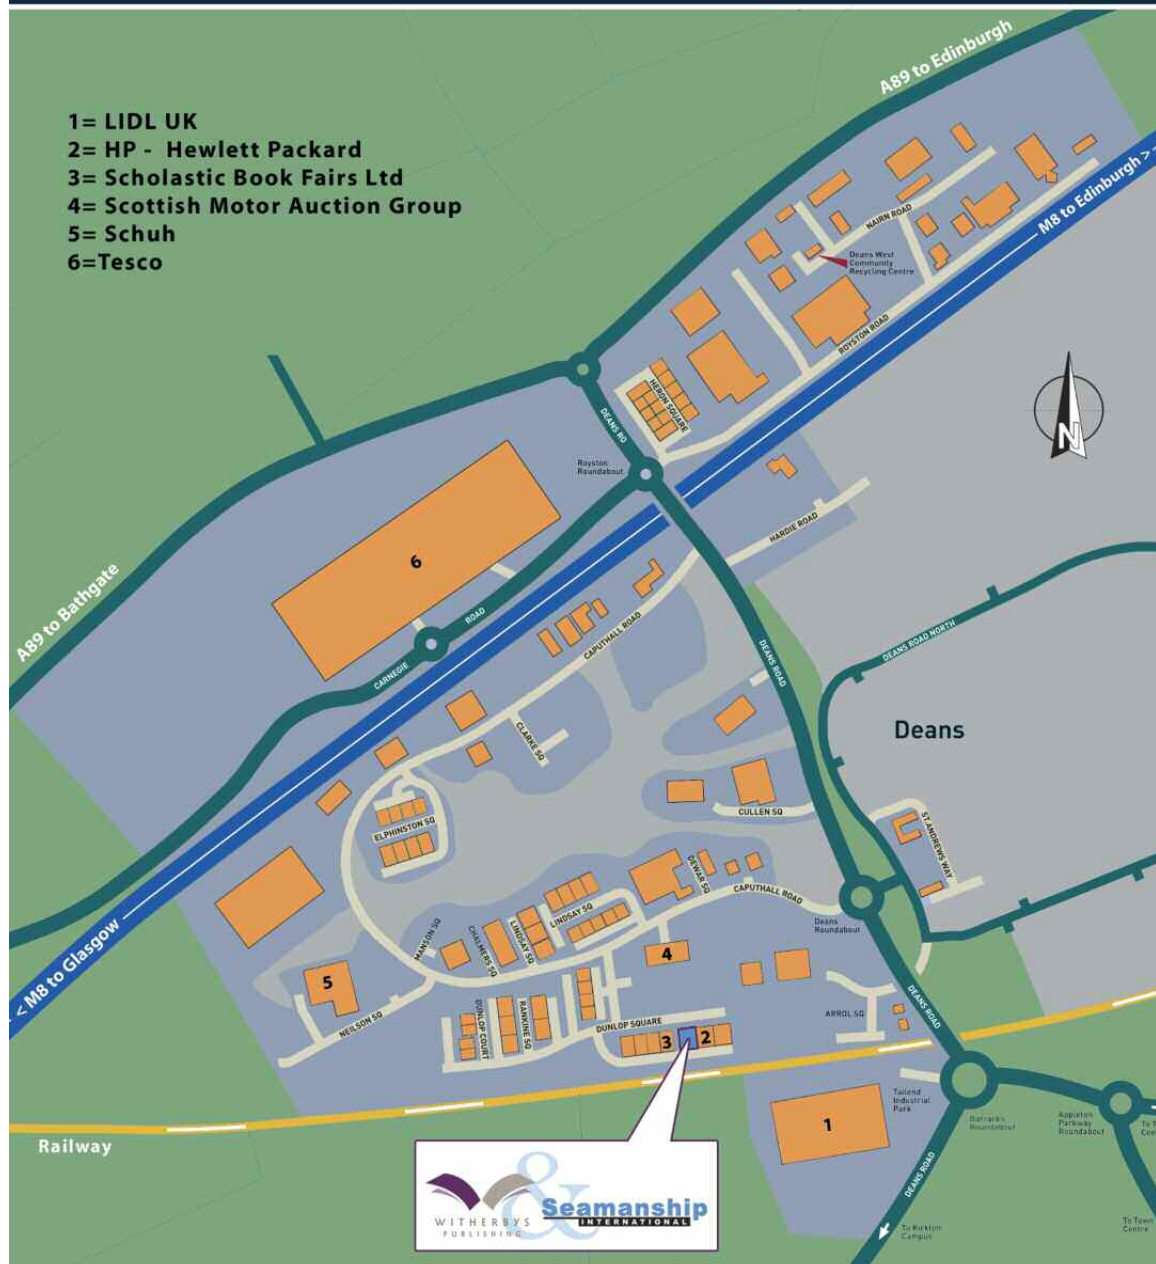 1= LIDL UK
2= HP - Hewlett Packard
3= Scholastic Book Fairs Ltd
4= Scottish Motor Auction Group
5= Schuh
6=Tesco
A89 to Edinburgh
M8 to Edinburgh > >
NAIRN ROAD
Deans West
Community
Recycling Centre
ROYSTON ROAD
HERON SQUARE
DEANS RD
Royston
Roundabout
N
HARDIE ROAD
6
A89 to Bathgate
ROAD
CARNEGIE
CAPUTHALL ROAD
DEANS ROAD
DEANS ROAD NORTH
Deans
CLARKE SQ
CULLEN SQ
ELPHINSTON SQ
ST.ANDREWS WAY
DEWAR SQ
CAPUTHALL ROAD
Deans
Roundabout
LINDSAY SQ
LINDSAY SQ
CHALMERS SQ
MANSON SQ
4
< < M8 to Glasgow
5
NEILSON SQ
DUNLOP COURT
RANKINE SQ
DUNLOP SQUARE
3
2
ARROL SQ
DEANS ROAD
Tailend
Industrial
Park
Barracks
Roundabout
Appleton
Parkway
Roundabout
1
Railway
DEANS ROAD
To Kirkton
Campus
To Town
Centre
&
WITHERBYS
PUBLISHING
Seamanship
INTERNATIONAL